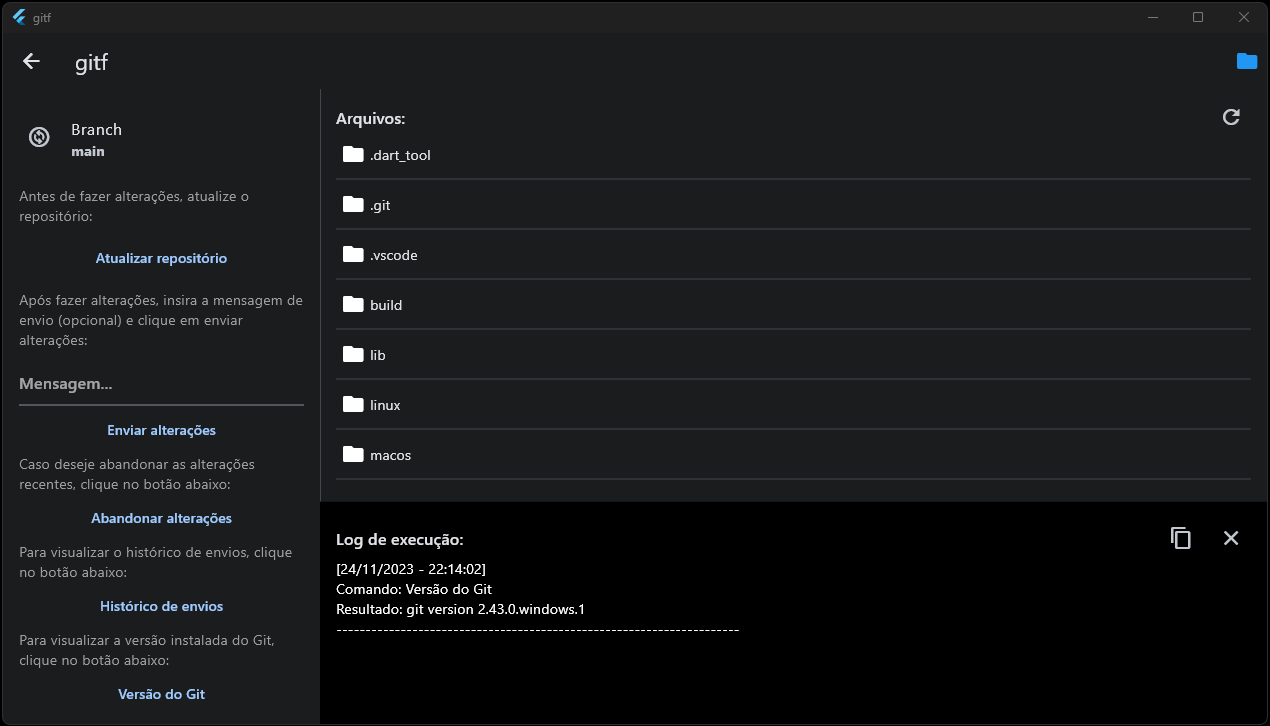 gitf
gitf
Branch
main
Antes de fazer alterações, atualize o
repositório:
Atualizar repositório
Após fazer alterações, insira a mensagem de
envio (opcional) e clique em enviar
alterações:
Mensagem...
Enviar alterações
Caso deseje abandonar as alterações
recentes, clique no botão abaixo:
Abandonar alterações
Para visualizar o histórico de envios, clique
no botão abaixo:
Histórico de envios
Para visualizar a versão instalada do Git,
clique no botão abaixo:
Versão do Git
Arquivos:
.dart_tool
.git
.vscode
build
lib
linux
macos
Log de execução:
[24/11/2023 - 22:14:02]
Comando: Versão do Git
Resultado: git version 2.43.0.windows.1
----------------------------------------------------------------------